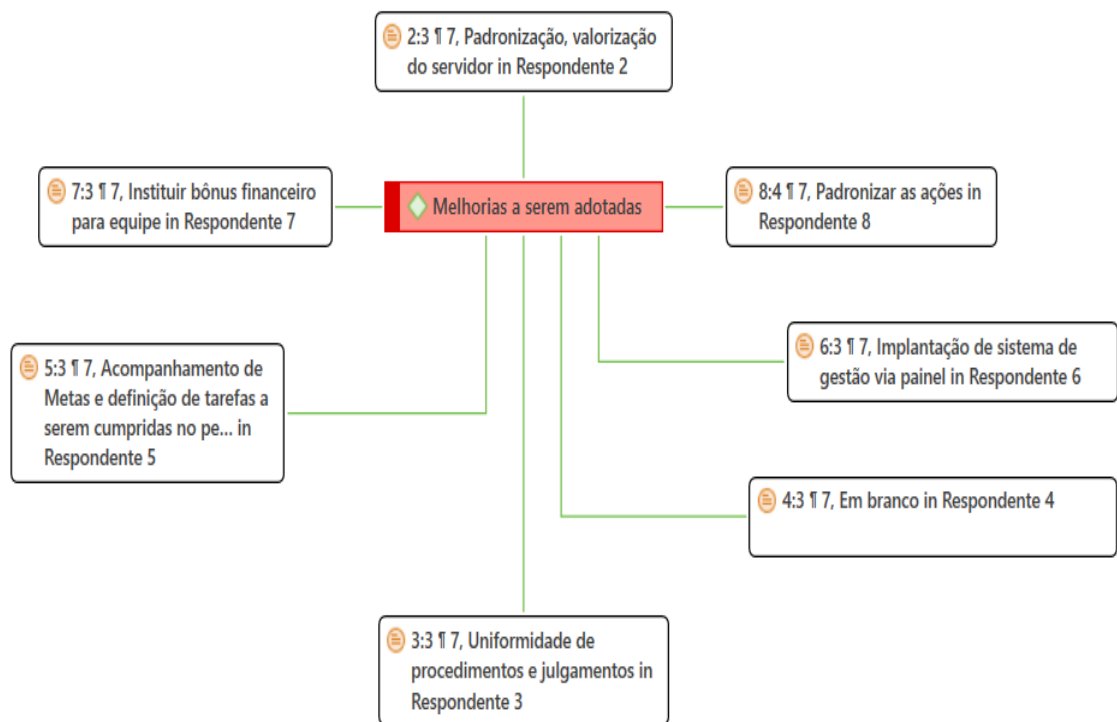 2:3 ¶ 7, Padronização, valorização
do servidor in Respondente 2
7:3 ¶ 7, Instituir bônus financeiro
para equipe in Respondente 7
Melhorias a serem adotadas
8:4 ¶ 7, Padronizar as ações in
Respondente 8
5:3 ¶ 7, Acompanhamento de
Metas e definição de tarefas a
serem cumpridas no pe... in
Respondente 5
6:3 ¶ 7, Implantação de sistema de
gestão via painel in Respondente 6
4:3 ¶ 7, Em branco in Respondente 4
3:3 ¶ 7, Uniformidade de
procedimentos e julgamentos in
Respondente 3